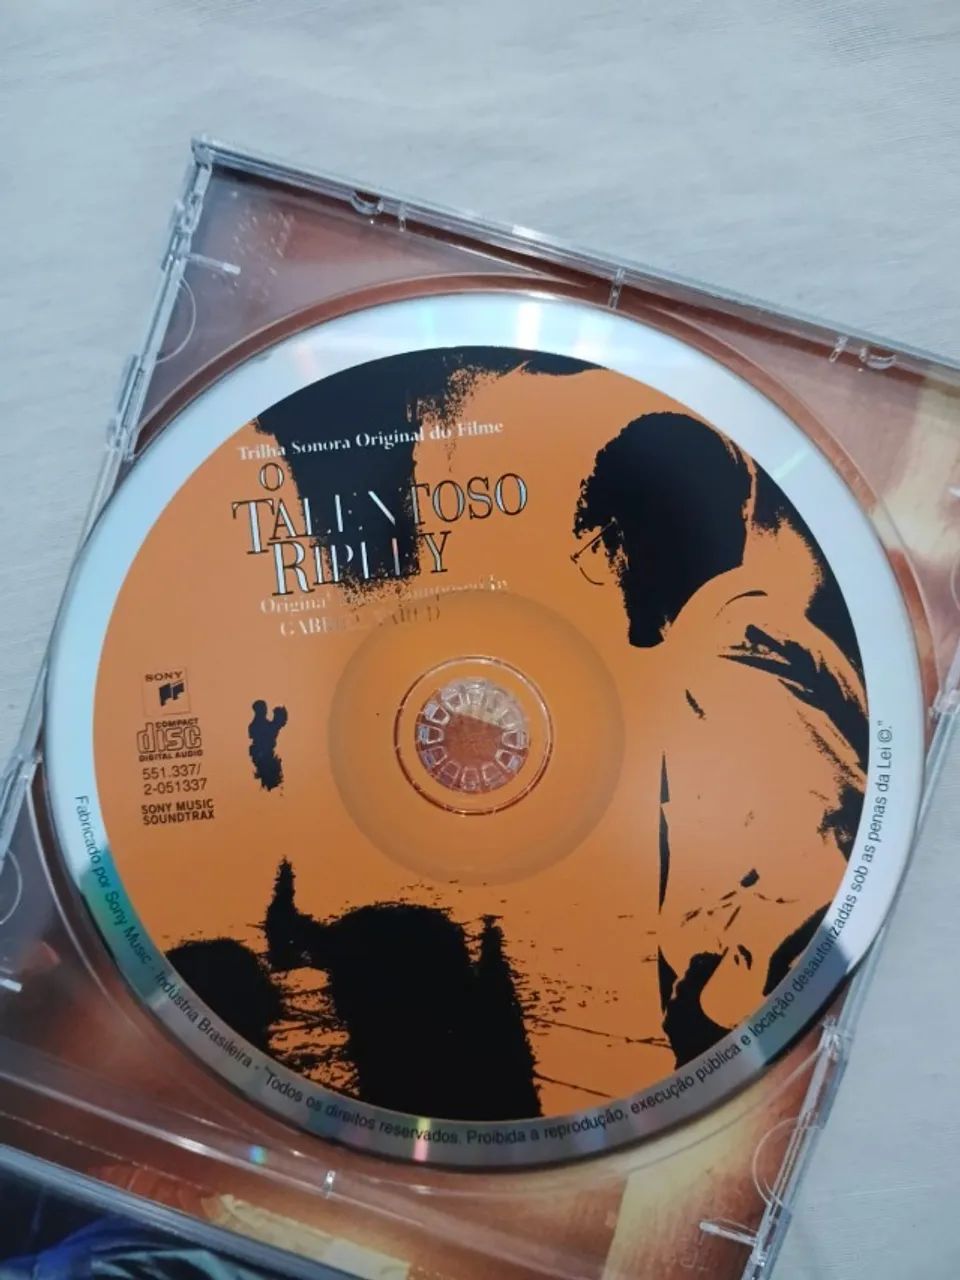 Trilha Sonora Original do Filme
O
TALENTOSO
RIPLEY
Original
SONY
COMPACT
disc
DIGITAL AUDIO
551.337/
2-051337
SONY MUSIC
SOUNDTRAX
Fabricado por Sony Music - Indústria Brasileira - "Todos os direitos reservados. Proibida a reprodução, execução pública e locação desautorizadas sob as penas da Lei ©."